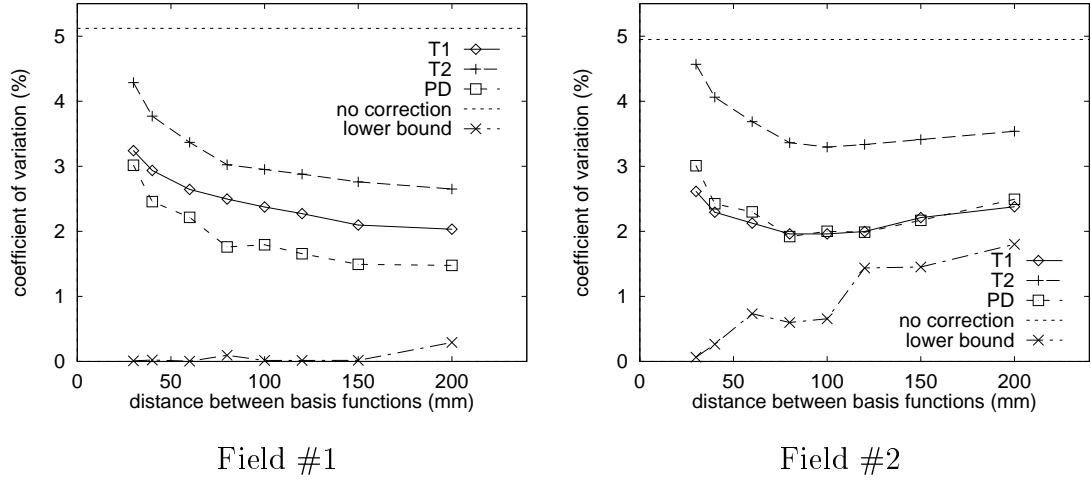 coefficient of variation (%)
5
4
3
2
1
0
T1
T2
PD
no correction
lower bound
0 50 100 150 200
distance between basis functions (mm)
Field #1
coefficient of variation (%)
5
4
3
2
1
0
T1
T2
PD
no correction
lower bound
0 50 100 150 200
distance between basis functions (mm)
Field #2